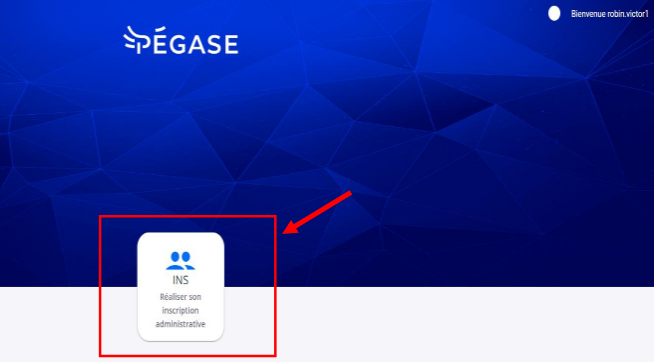 Bienvenue robin.victor1
PÉGASE
INS
Réaliser son
inscription
administrative